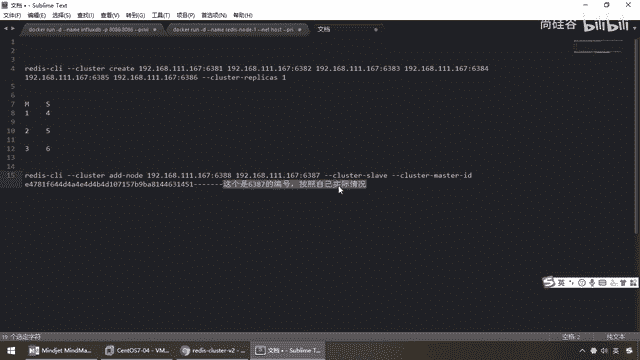 文档 • - Sublime Text
文件(F) 编辑(E) 选择(S) 查找(I) 查看(V) 转到(G) 工具(T) 项目(P) 首选项(N) 帮助(H)
docker run -d --name influxdb -p 8086:8086 --privi
docker run -d --name redis-node-1 --net host --pri
文档
尚硅谷 bilibili
1
2
3
4 redis-cli --cluster create 192.168.111.167:6381 192.168.111.167:6382 192.168.111.167:6383 192.168.111.167:6384
192.168.111.167:6385 192.168.111.167:6386 --cluster-replicas 1
5
6
7 M S
8 1 4
9
10 2 5
11
12 3 6
13
14
15 redis-cli --cluster add-node 192.168.111.167:6388 192.168.111.167:6387 --cluster-slave --cluster-master-id
e4781f644d4a4e4d4b4d107157b9ba8144631451-------这个是6387的编号，按照自己实际情况
英
19 个选定字符
空格: 2
纯文本
Mindjet MindMa...
CentOS7-04 - VM...
redis-cluster-v2 - ...
文档 • - Sublime Tex...
英